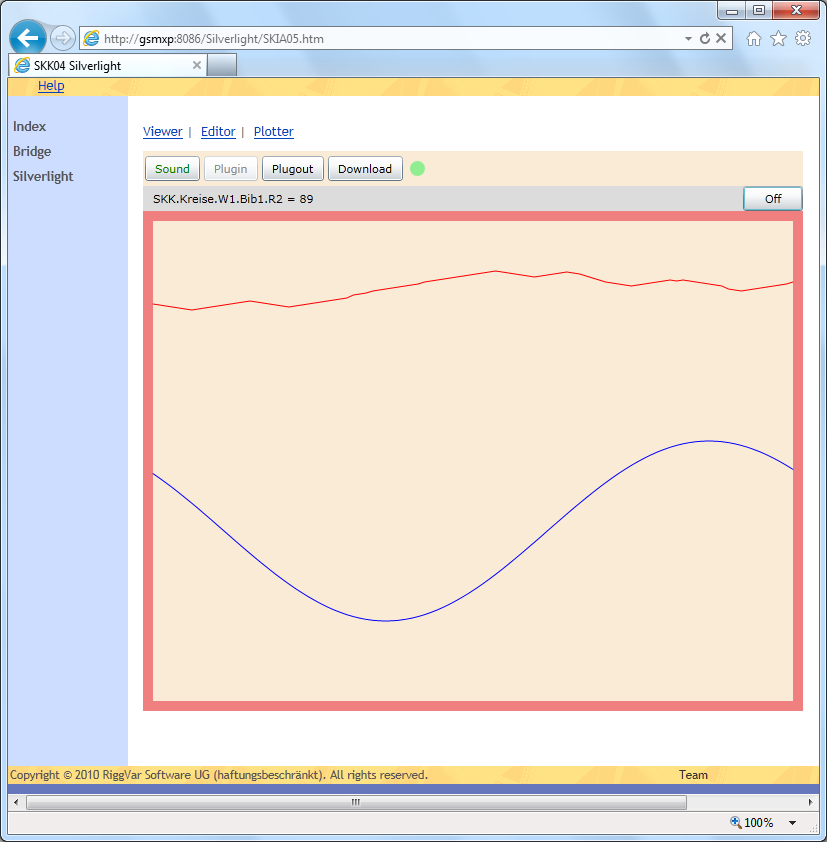 http://gsmxp:8086/Silverlight/SKIA05.htm
SKK04 Silverlight
Help
Index
Bridge
Silverlight
Viewer | Editor | Plotter
Sound Plugin Plugout Download
SKK.Kreise.W1.Bib1.R2 = 89 Off
Copyright © 2010 RiggVar Software UG (haftungsbeschränkt). All rights reserved. Team
100%